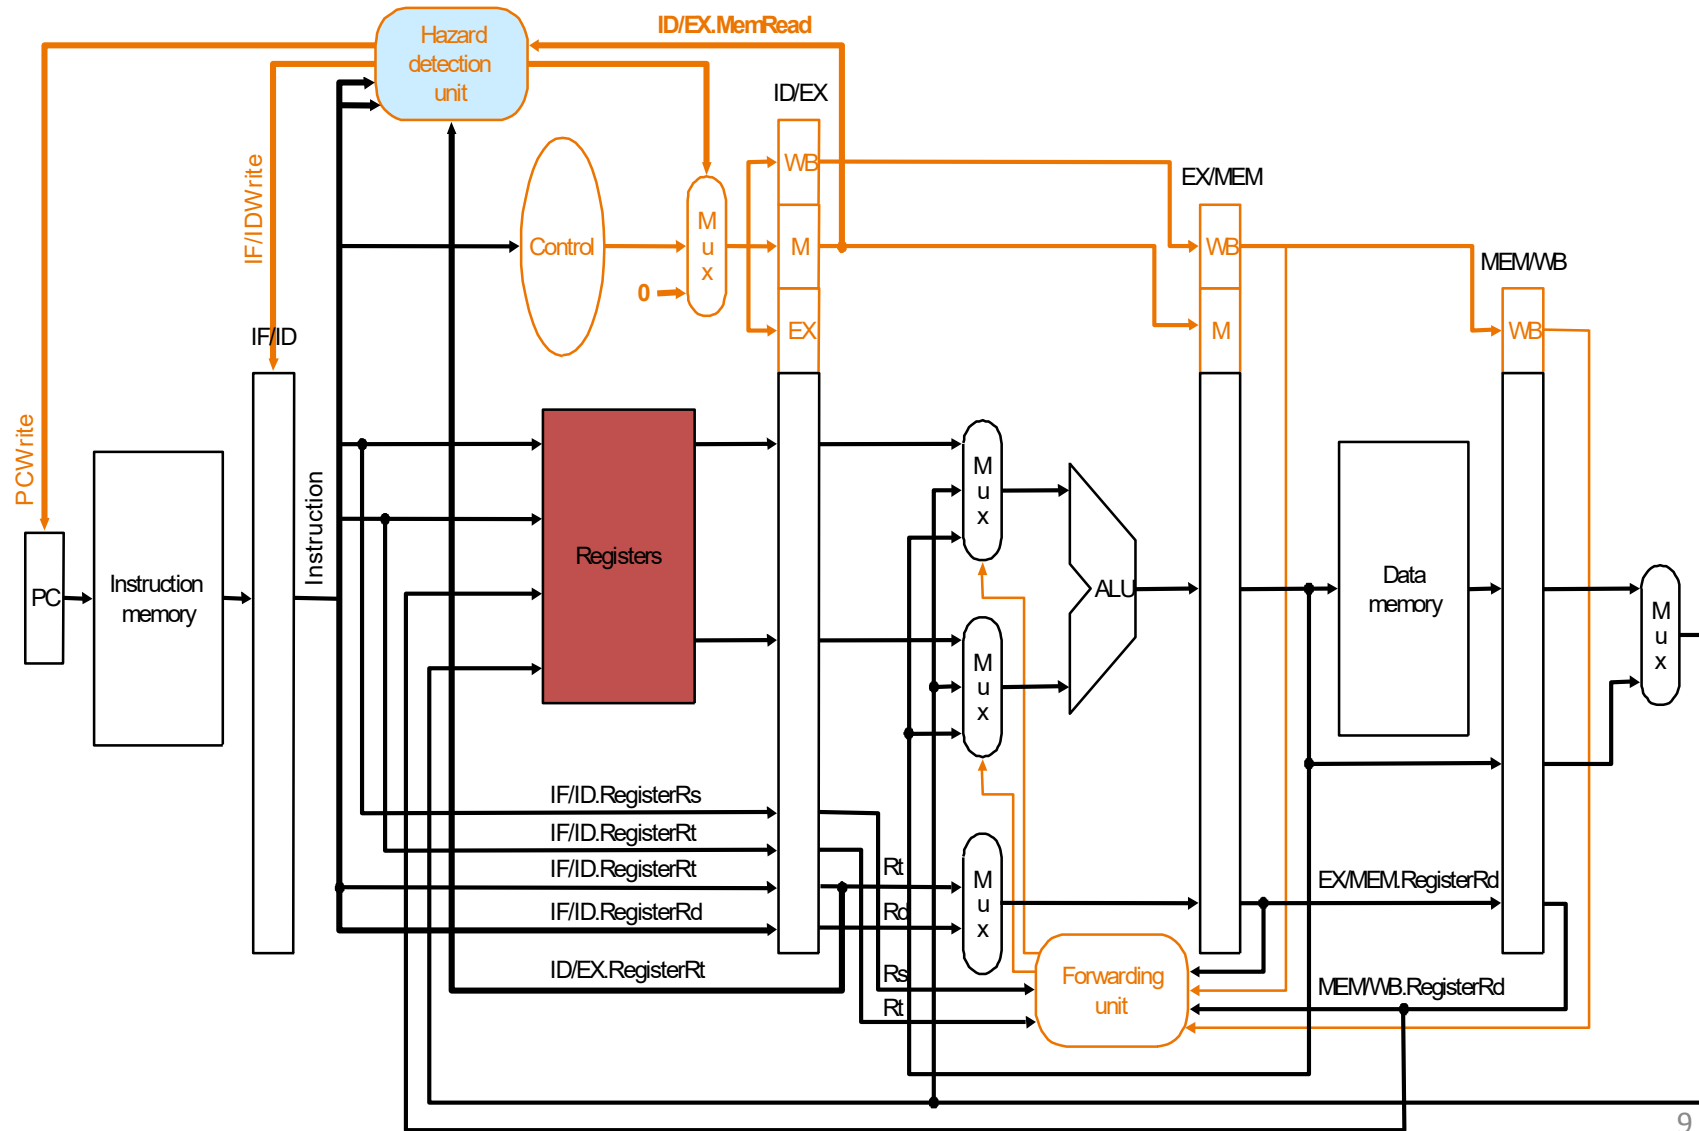 Hazard
detection
unit
ID/EX.MemRead
ID/EX
IF/IDWrite
WB
EX/MEM
Control
M
u
x
M
WB
MEM/WB
0
EX
M
WB
IF/ID
PCWrite
Instruction
PC
Instruction
memory
Registers
M
u
x
M
u
x
ALU
Data
memory
M
u
x
IF/ID.RegisterRs
IF/ID.RegisterRt
IF/ID.RegisterRt
IF/ID.RegisterRd
ID/EX.RegisterRt
Rt
Rd
Rs
Rt
M
u
x
Forwarding
unit
EX/MEM.RegisterRd
MEM/WB.RegisterRd
9